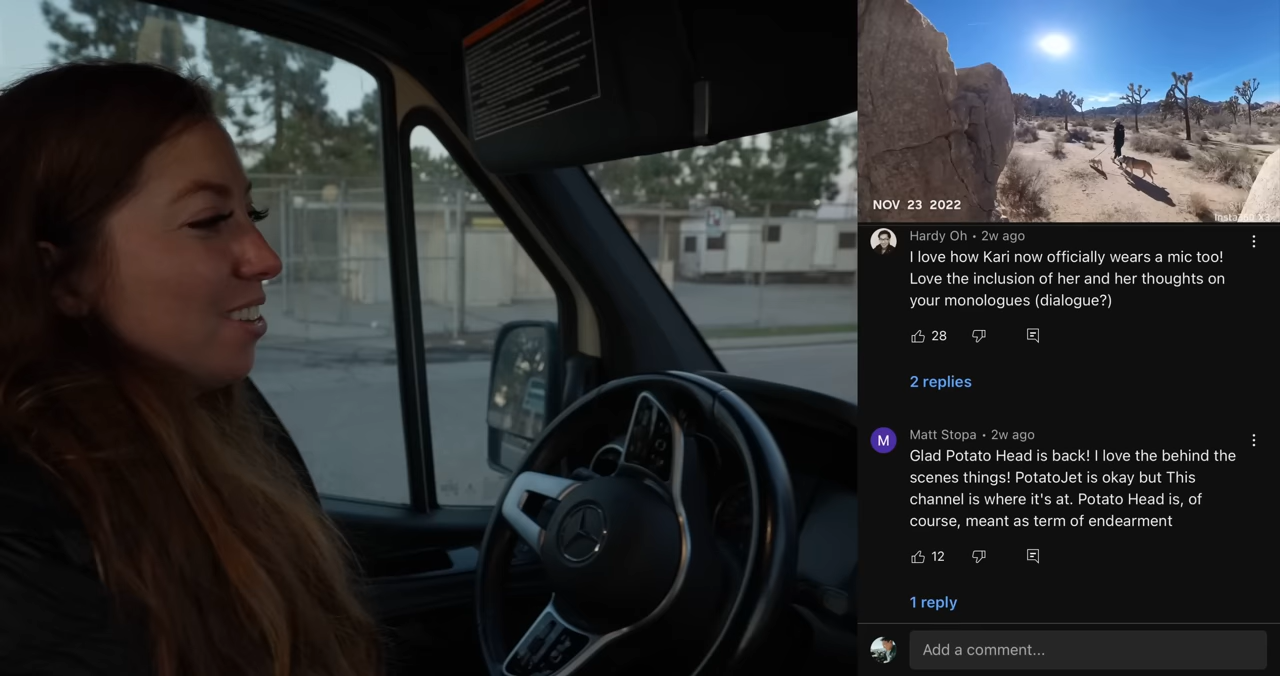 NOV 23 2022
Insta360 X3
Hardy Oh • 2w ago
I love how Kari now officially wears a mic too!
Love the inclusion of her and her thoughts on
your monologues (dialogue?)
28
2 replies
M
Matt Stopa • 2w ago
Glad Potato Head is back! I love the behind the
scenes things! PotatoJet is okay but This
channel is where it's at. Potato Head is, of
course, meant as term of endearment
12
1 reply
Add a comment...